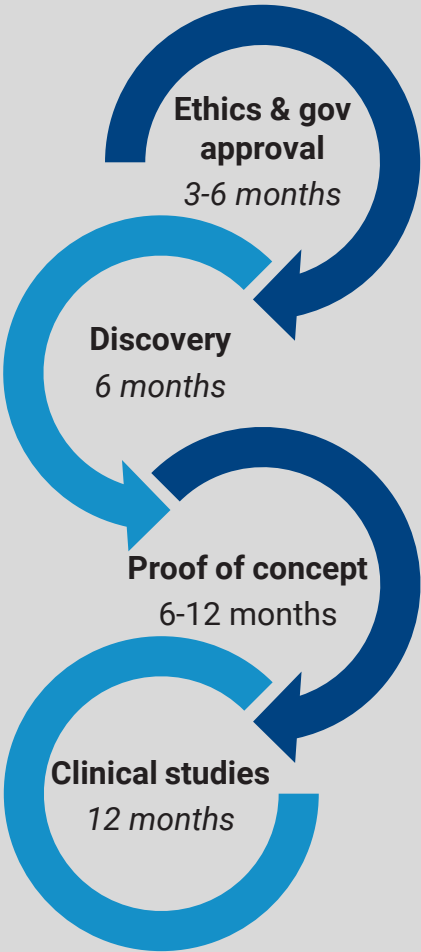 Ethics & gov
approval
3-6 months
Discovery
6 months
Proof of concept
6-12 months
Clinical studies
12 months